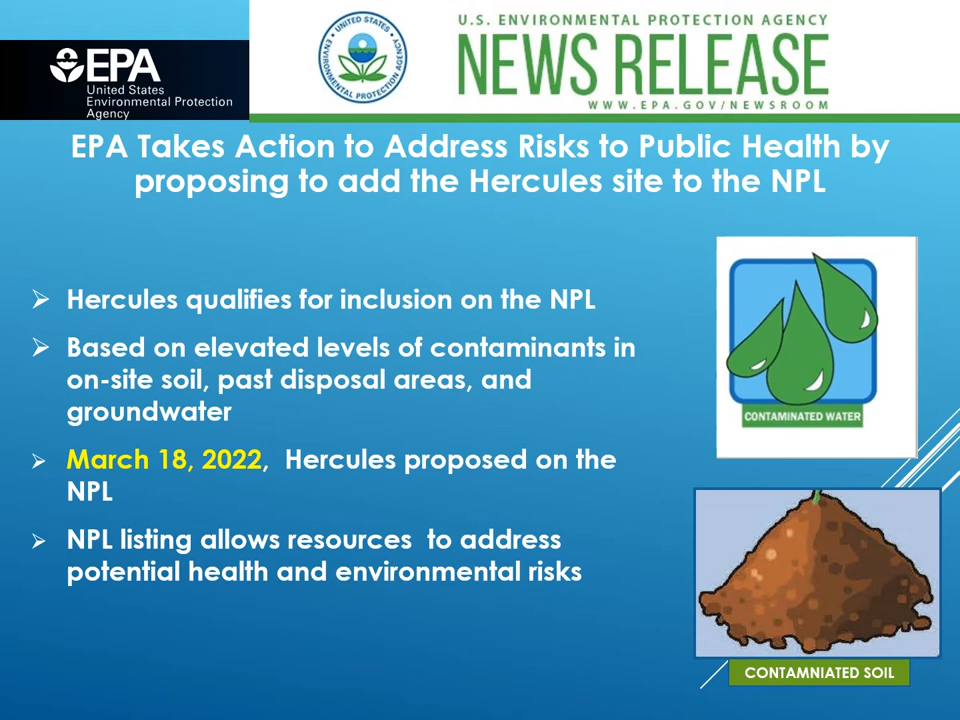 EPA
United States
Environmental Protection
Agency
UNITED STATES
ENVIRONMENTAL PROTECTION AGENCY
U.S. ENVIRONMENTAL PROTECTION AGENCY
NEWS RELEASE
WWW.EPA.GOV/NEWSROOM
EPA Takes Action to Address Risks to Public Health by
proposing to add the Hercules site to the NPL
Hercules qualifies for inclusion on the NPL
Based on elevated levels of contaminants in
on-site soil, past disposal areas, and
groundwater
March 18, 2022, Hercules proposed on the
NPL
NPL listing allows resources to address
potential health and environmental risks
CONTAMINATED WATER
CONTAMNIATED SOIL